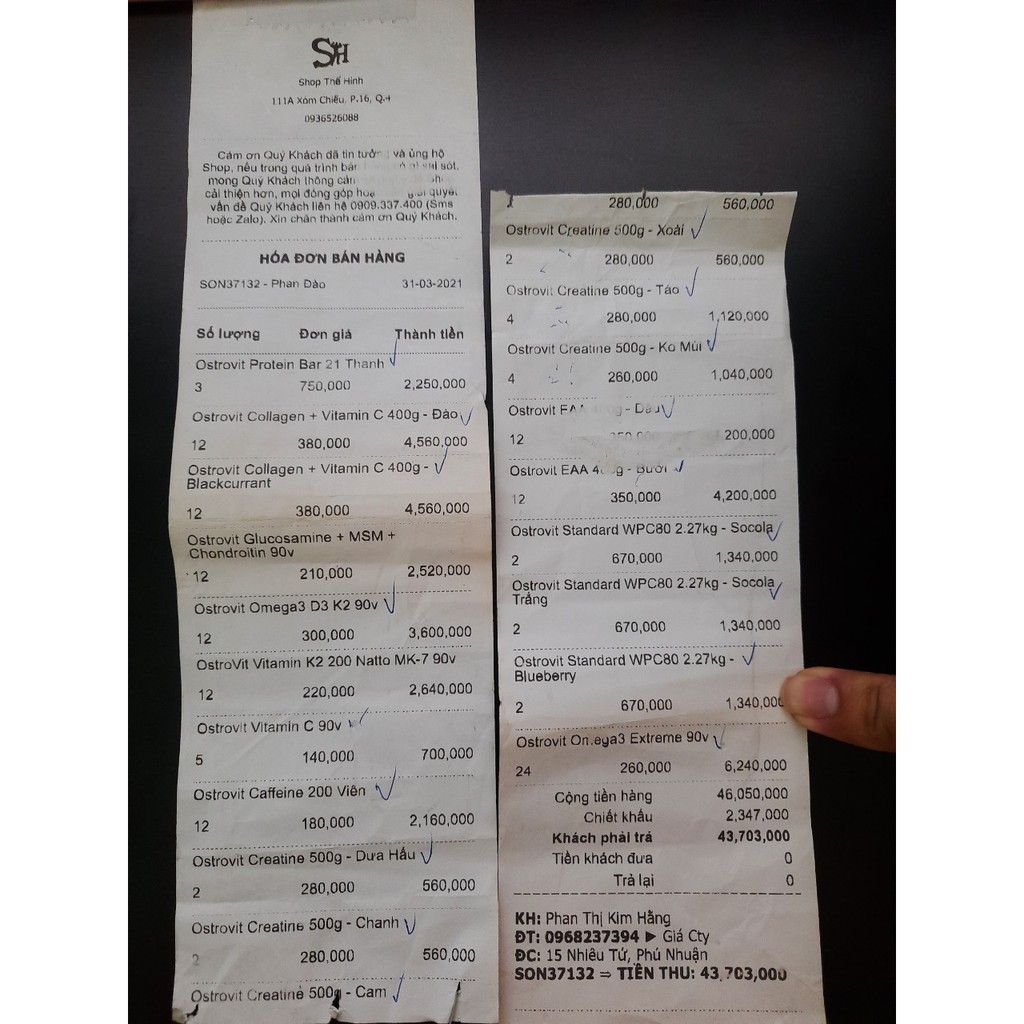 SH
Shop Thể Hình
111A Xóm Chiếu, P.16, Q.4
0936526088
Cảm ơn Quý Khách đã tin tưởng và ủng hộ
Shop, nếu trong quá trình bán sai sót,
mong Quý Khách thông cảm
cải thiện hơn, mọi đóng góp hoặc giải quyết
vấn đề Quý Khách liên hệ 0909.337.400 (Sms
hoặc Zalo). Xin chân thành cảm ơn Quý Khách.
HÓA ĐƠN BÁN HÀNG
SON37132 - Phan Đào 31-03-2021
Số lượng Đơn giá Thành tiền
Ostrovit Protein Bar 21 Thanh
3 750,000 2,250,000
Ostrovit Collagen + Vitamin C 400g - Đào
12 380,000 4,560,000
Ostrovit Collagen + Vitamin C 400g -
Blackcurrant
12 380,000 4,560,000
Ostrovit Glucosamine + MSM +
Chondroitin 90v
12 210,000 2,520,000
Ostrovit Omega3 D3 K2 90v
12 300,000 3,600,000
OstroVit Vitamin K2 200 Natto MK-7 90v
12 220,000 2,640,000
Ostrovit Vitamin C 90v
5 140,000 700,000
Ostrovit Caffeine 200 Viên
12 180,000 2,160,000
Ostrovit Creatine 500g - Dưa Hấu
2 280,000 560,000
Ostrovit Creatine 500g - Chanh
2 280,000 560,000
Ostrovit Creatine 500g - Cam
2 280,000 560,000
Ostrovit Creatine 500g - Xoài
2 280,000 560,000
Ostrovit Creatine 500g - Táo
4 280,000 1,120,000
Ostrovit Creatine 500g - Ko Mùi
4 260,000 1,040,000
Ostrovit EAA - Dâu
12 200,000
Ostrovit EAA - Bưởi
12 350,000 4,200,000
Ostrovit Standard WPC80 2.27kg - Socola
2 670,000 1,340,000
Ostrovit Standard WPC80 2.27kg - Socola
Trắng
2 670,000 1,340,000
Ostrovit Standard WPC80 2.27kg -
Blueberry
2 670,000 1,340,000
Ostrovit Omega3 Extreme 90v
24 260,000 6,240,000
Cộng tiền hàng 46,050,000
Chiết khấu 2,347,000
Khách phải trả 43,703,000
Tiền khách đưa 0
Trả lại 0
KH: Phan Thị Kim Hằng
ĐT: 0968237394 ► Giá Cty
ĐC: 15 Nhiêu Tứ, Phú Nhuận
SON37132 ⇒ TIỀN THU: 43,703,000